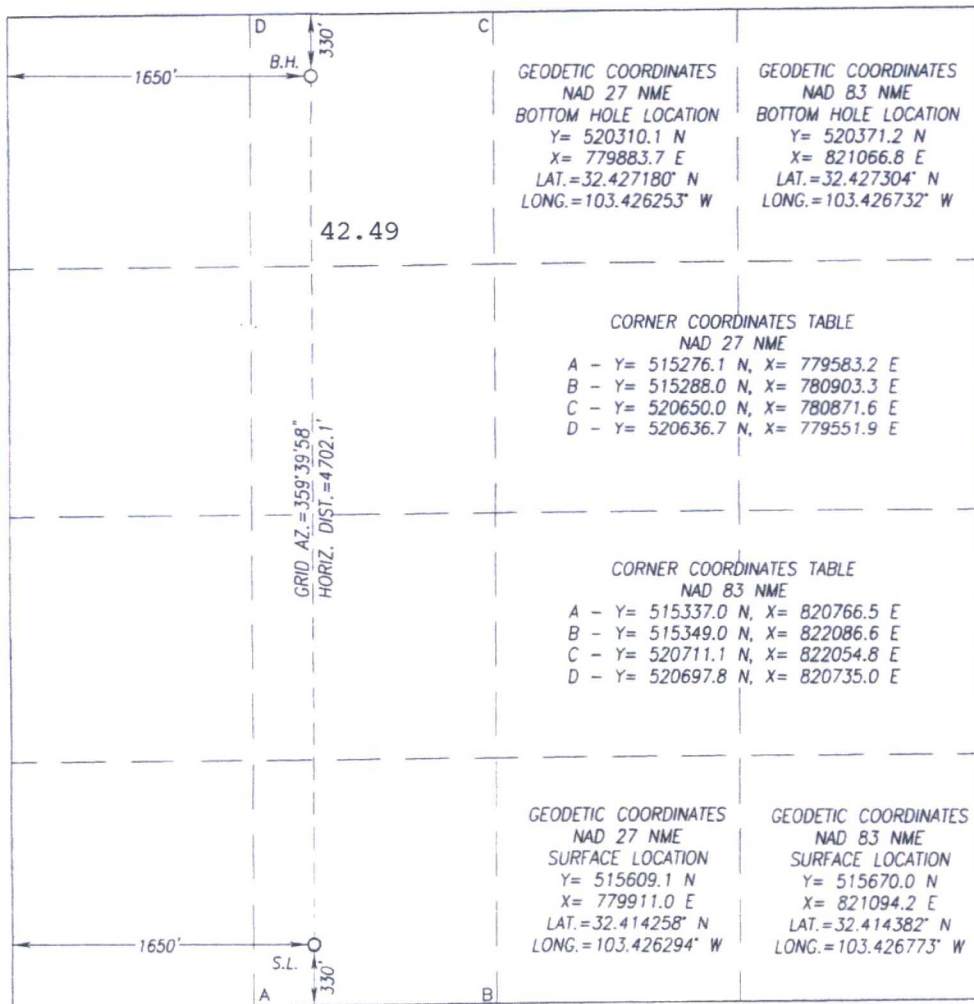 D
C
330'
B.H.
1650'
GEODETIC COORDINATES
NAD 27 NME
BOTTOM HOLE LOCATION
Y= 520310.1 N
X= 779883.7 E
LAT.=32.427180° N
LONG.=103.426253° W
GEODETIC COORDINATES
NAD 83 NME
BOTTOM HOLE LOCATION
Y= 520371.2 N
X= 821066.8 E
LAT.=32.427304° N
LONG.=103.426732° W
42.49
CORNER COORDINATES TABLE
NAD 27 NME
A - Y= 515276.1 N, X= 779583.2 E
B - Y= 515288.0 N, X= 780903.3 E
C - Y= 520650.0 N, X= 780871.6 E
D - Y= 520636.7 N, X= 779551.9 E
GRID AZ.=359°39'58"
HORIZ. DIST.=4702.1'
CORNER COORDINATES TABLE
NAD 83 NME
A - Y= 515337.0 N, X= 820766.5 E
B - Y= 515349.0 N, X= 822086.6 E
C - Y= 520711.1 N, X= 822054.8 E
D - Y= 520697.8 N, X= 820735.0 E
GEODETIC COORDINATES
NAD 27 NME
SURFACE LOCATION
Y= 515609.1 N
X= 779911.0 E
LAT.=32.414258° N
LONG.=103.426294° W
GEODETIC COORDINATES
NAD 83 NME
SURFACE LOCATION
Y= 515670.0 N
X= 821094.2 E
LAT.=32.414382° N
LONG.=103.426773° W
1650'
S.L.
330'
A
B